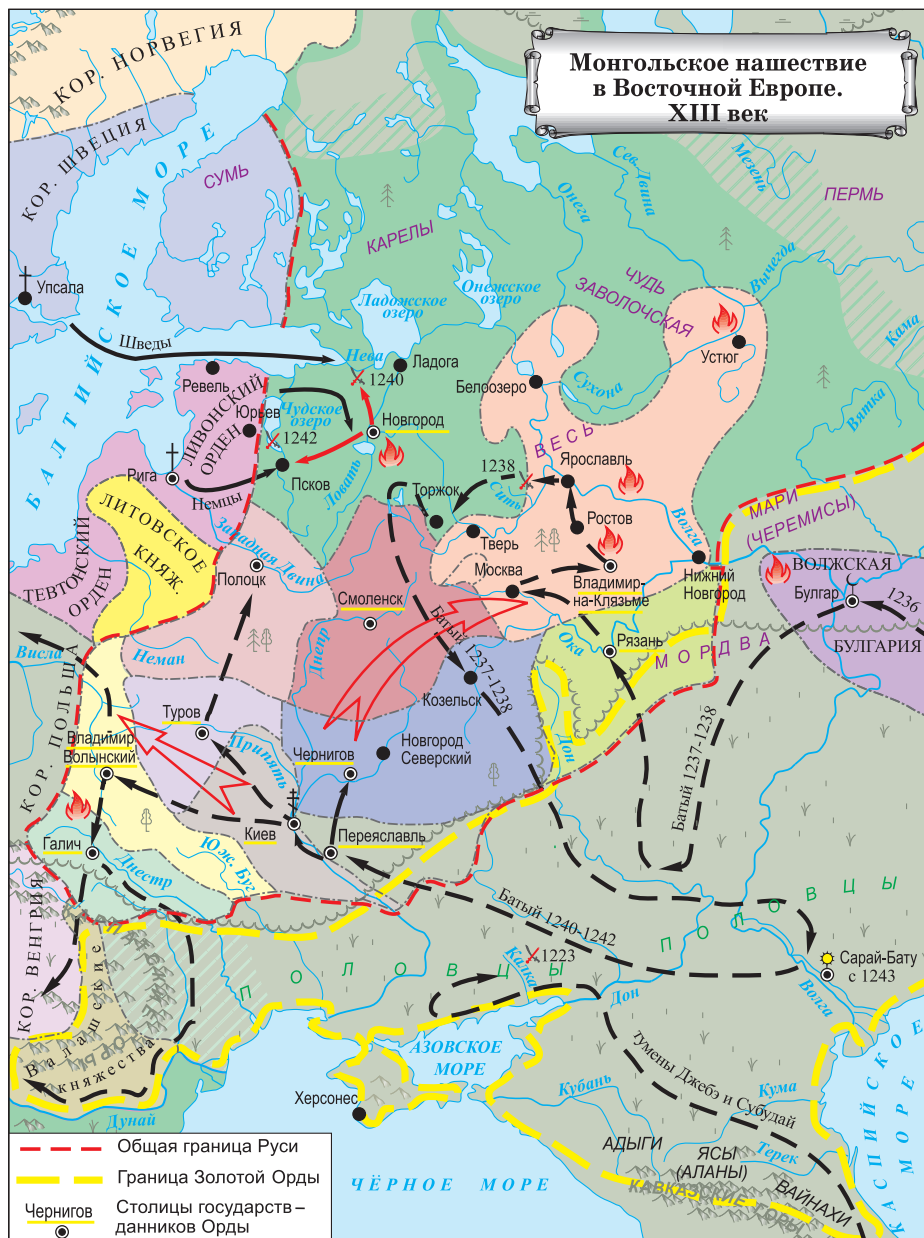 Монгольское нашествие
в Восточной Европе.
XIII век
КОР. НОРВЕГИЯ
КОР. ШВЕЦИЯ
БАЛТИЙСКОЕ МОРЕ
СУМЬ
КАРЕЛЫ
Онега
Сев. Двина
Мезень
ПЕРМЬ
Вычегда
Кама
ЧУДЬ
ЗАВОЛОЧСКАЯ
Упсала
Ладожское
озеро
Онежское
озеро
Шведы
Нева
Ладога
1240
Ревель
Белоозеро
Сухона
Устюг
Вятка
ЛИВОНСКИЙ
ОРДЕН
Юрьев
Чудское
озеро
1242
Новгород
ВЕСЬ
Рига
Немцы
Псков
Ловать
1238
Сить
Ярославль
Торжок
Ростов
Волга
МАРИ
(ЧЕРЕМИСЫ)
ЛИТОВСКОЕ
КНЯЖ.
ТЕВТОНСКИЙ
ОРДЕН
Западная Двина
Полоцк
Тверь
Москва
Владимир-
на-Клязьме
Нижний
Новгород
ВОЛЖСКАЯ
Булгар
1236
БУЛГАРИЯ
Смоленск
Днепр
Батый 1237-1238
Ока
Рязань
МОРДВА
Висла
Неман
КОР. ПОЛЬША
Туров
Припять
Козельск
Дон
Батый 1237-1238
Владимир
Волынский
Чернигов
Новгород
Северский
Галич
Киев
Переяславль
Днестр
Юж. Буг
Батый 1240-1242
ПОЛОВЦЫ
КОР. ВЕНГРИЯ
Валашские
княжества
ГОРЫ
ПОЛОВЦЫ
Калка
1223
Дон
Сарай-Бату
с 1243
Волга
АЗОВСКОЕ
МОРЕ
Тумены Джебэ и Субудай
Херсонес
Кубань
Кума
Терек
АДЫГИ
ЯСЫ
(АЛАНЫ)
ВАЙНАХИ
КАВКАЗСКИЕ ГОРЫ
КАСПИЙСКОЕ МОРЕ
Дунай
ЧЁРНОЕ МОРЕ
Общая граница Руси
Граница Золотой Орды
Чернигов
Столицы государств –
данников Орды